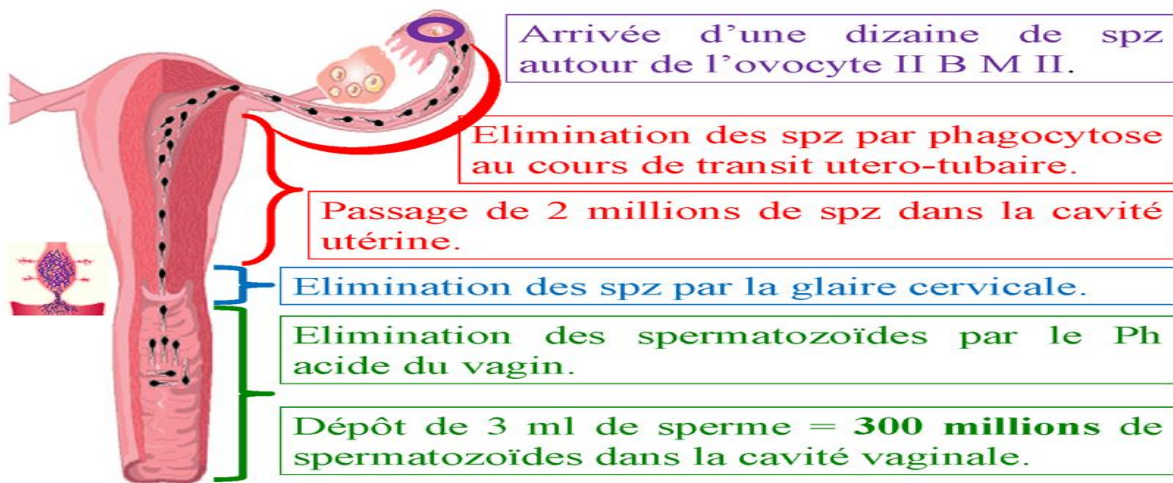 Arrivée d'une dizaine de spz
autour de l'ovocyte II B M II.
Elimination des spz par phagocytose
au cours de transit utero-tubaire.
Passage de 2 millions de spz dans la cavité
utérine.
Elimination des spz par la glaire cervicale.
Elimination des spermatozoïdes par le Ph
acide du vagin.
Dépôt de 3 ml de sperme = 300 millions de
spermatozoïdes dans la cavité vaginale.